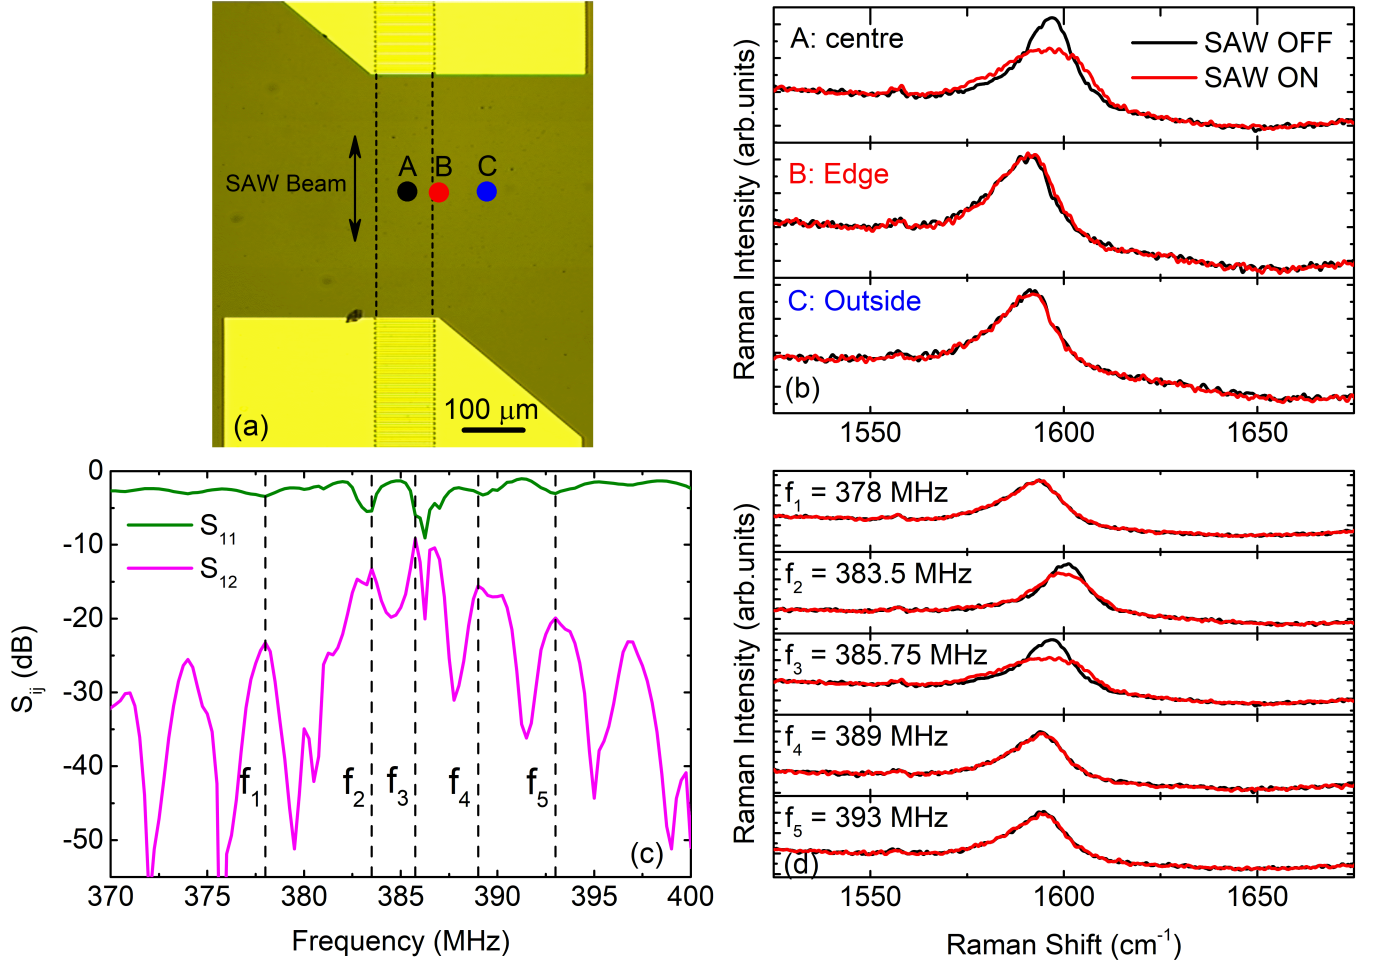 A B C
SAW Beam
100 μm
(a)
A: centre
SAW OFF
SAW ON
B: Edge
C: Outside
(b)
1550 1600 1650
Raman Intensity (arb.units)
0
-10
-20
-30
-40
-50
S₁₁
S₁₂
f₁ f₂ f₃ f₄ f₅
(c)
370 375 380 385 390 395 400
Frequency (MHz)
Sᵢⱼ (dB)
f₁ = 378 MHz
f₂ = 383.5 MHz
f₃ = 385.75 MHz
f₄ = 389 MHz
f₅ = 393 MHz
(d)
1550 1600 1650
Raman Shift (cm⁻¹)
Raman Intensity (arb.units)